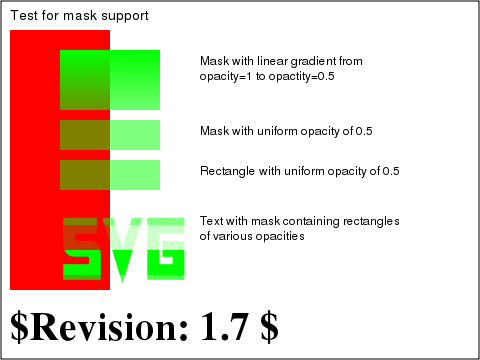 Test for mask support
Mask with linear gradient from
opacity=1 to opactity=0.5
Mask with uniform opacity of 0.5
Rectangle with uniform opacity of 0.5
Text with mask containing rectangles
of various opacities
SVG
$Revision: 1.7 $